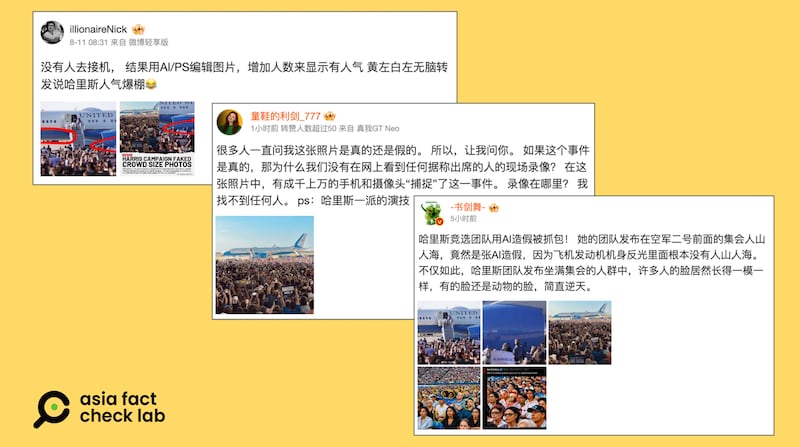 illionaireNick
8-11 08:31 来自 微博轻享版
没有人去接机， 结果用AI/PS编辑图片，增加人数来显示有人气 黄左白左无脑转
发说哈里斯人气爆棚😂
UNITED
HARRIS CAMPAIGN FAKED
CROWD SIZE PHOTOS
童鞋的利剑_777
1小时前 转赞人数超过50 来自 真我GT Neo
很多人一直问我这张照片是真的还是假的。 所以，让我问你。 如果这个事件
是真的，那为什么我们没有在网上看到任何据称出席的人的现场录像？ 在这
张照片中，有成千上万的手机和摄像头“捕捉”了这一事件。 录像在哪里？ 我
找不到任何人。 ps：哈里斯一派的演技
-书剑舞-
5小时前
哈里斯竞选团队用AI造假被抓包！ 她的团队发布在空军二号前面的集会人山
人海，竟然是张AI造假，因为飞机发动机机身反光里面根本没有人山人海。
不仅如此，哈里斯团队发布坐满集会的人群中，许多人的脸居然长得一模一
样，有的脸还是动物的脸，简直逆天。
UNITED
asia fact
check lab